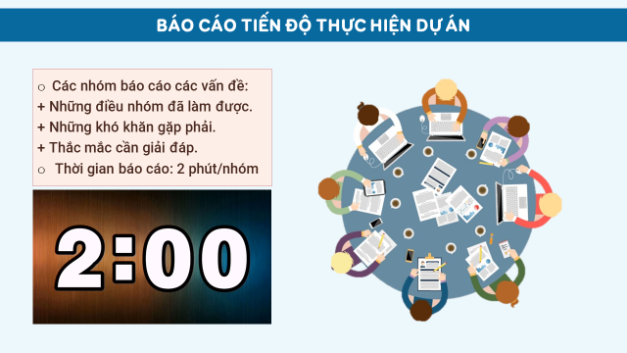 BÁO CÁO TIẾN ĐỘ THỰC HIỆN DỰ ÁN
o Các nhóm báo cáo các vấn đề:
+ Những điều nhóm đã làm được.
+ Những khó khăn gặp phải.
+ Thắc mắc cần giải đáp.
o Thời gian báo cáo: 2 phút/nhóm
2:00